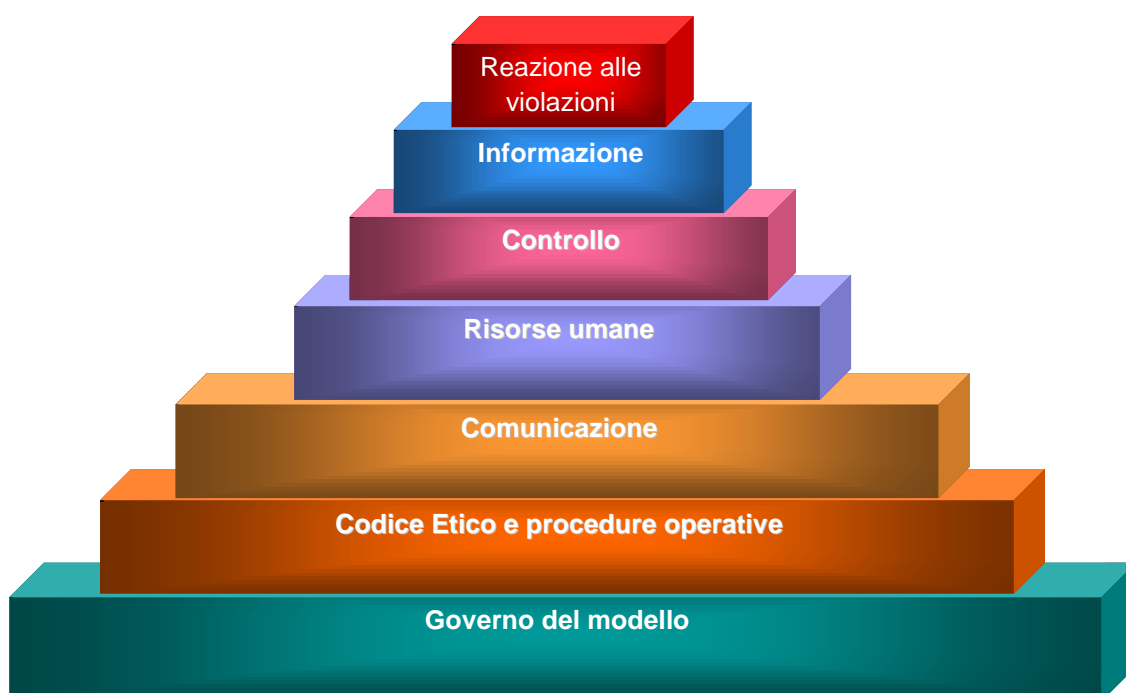 Reazione alle
violazioni
Informazione
Controllo
Risorse umane
Comunicazione
Codice Etico e procedure operative
Governo del modello